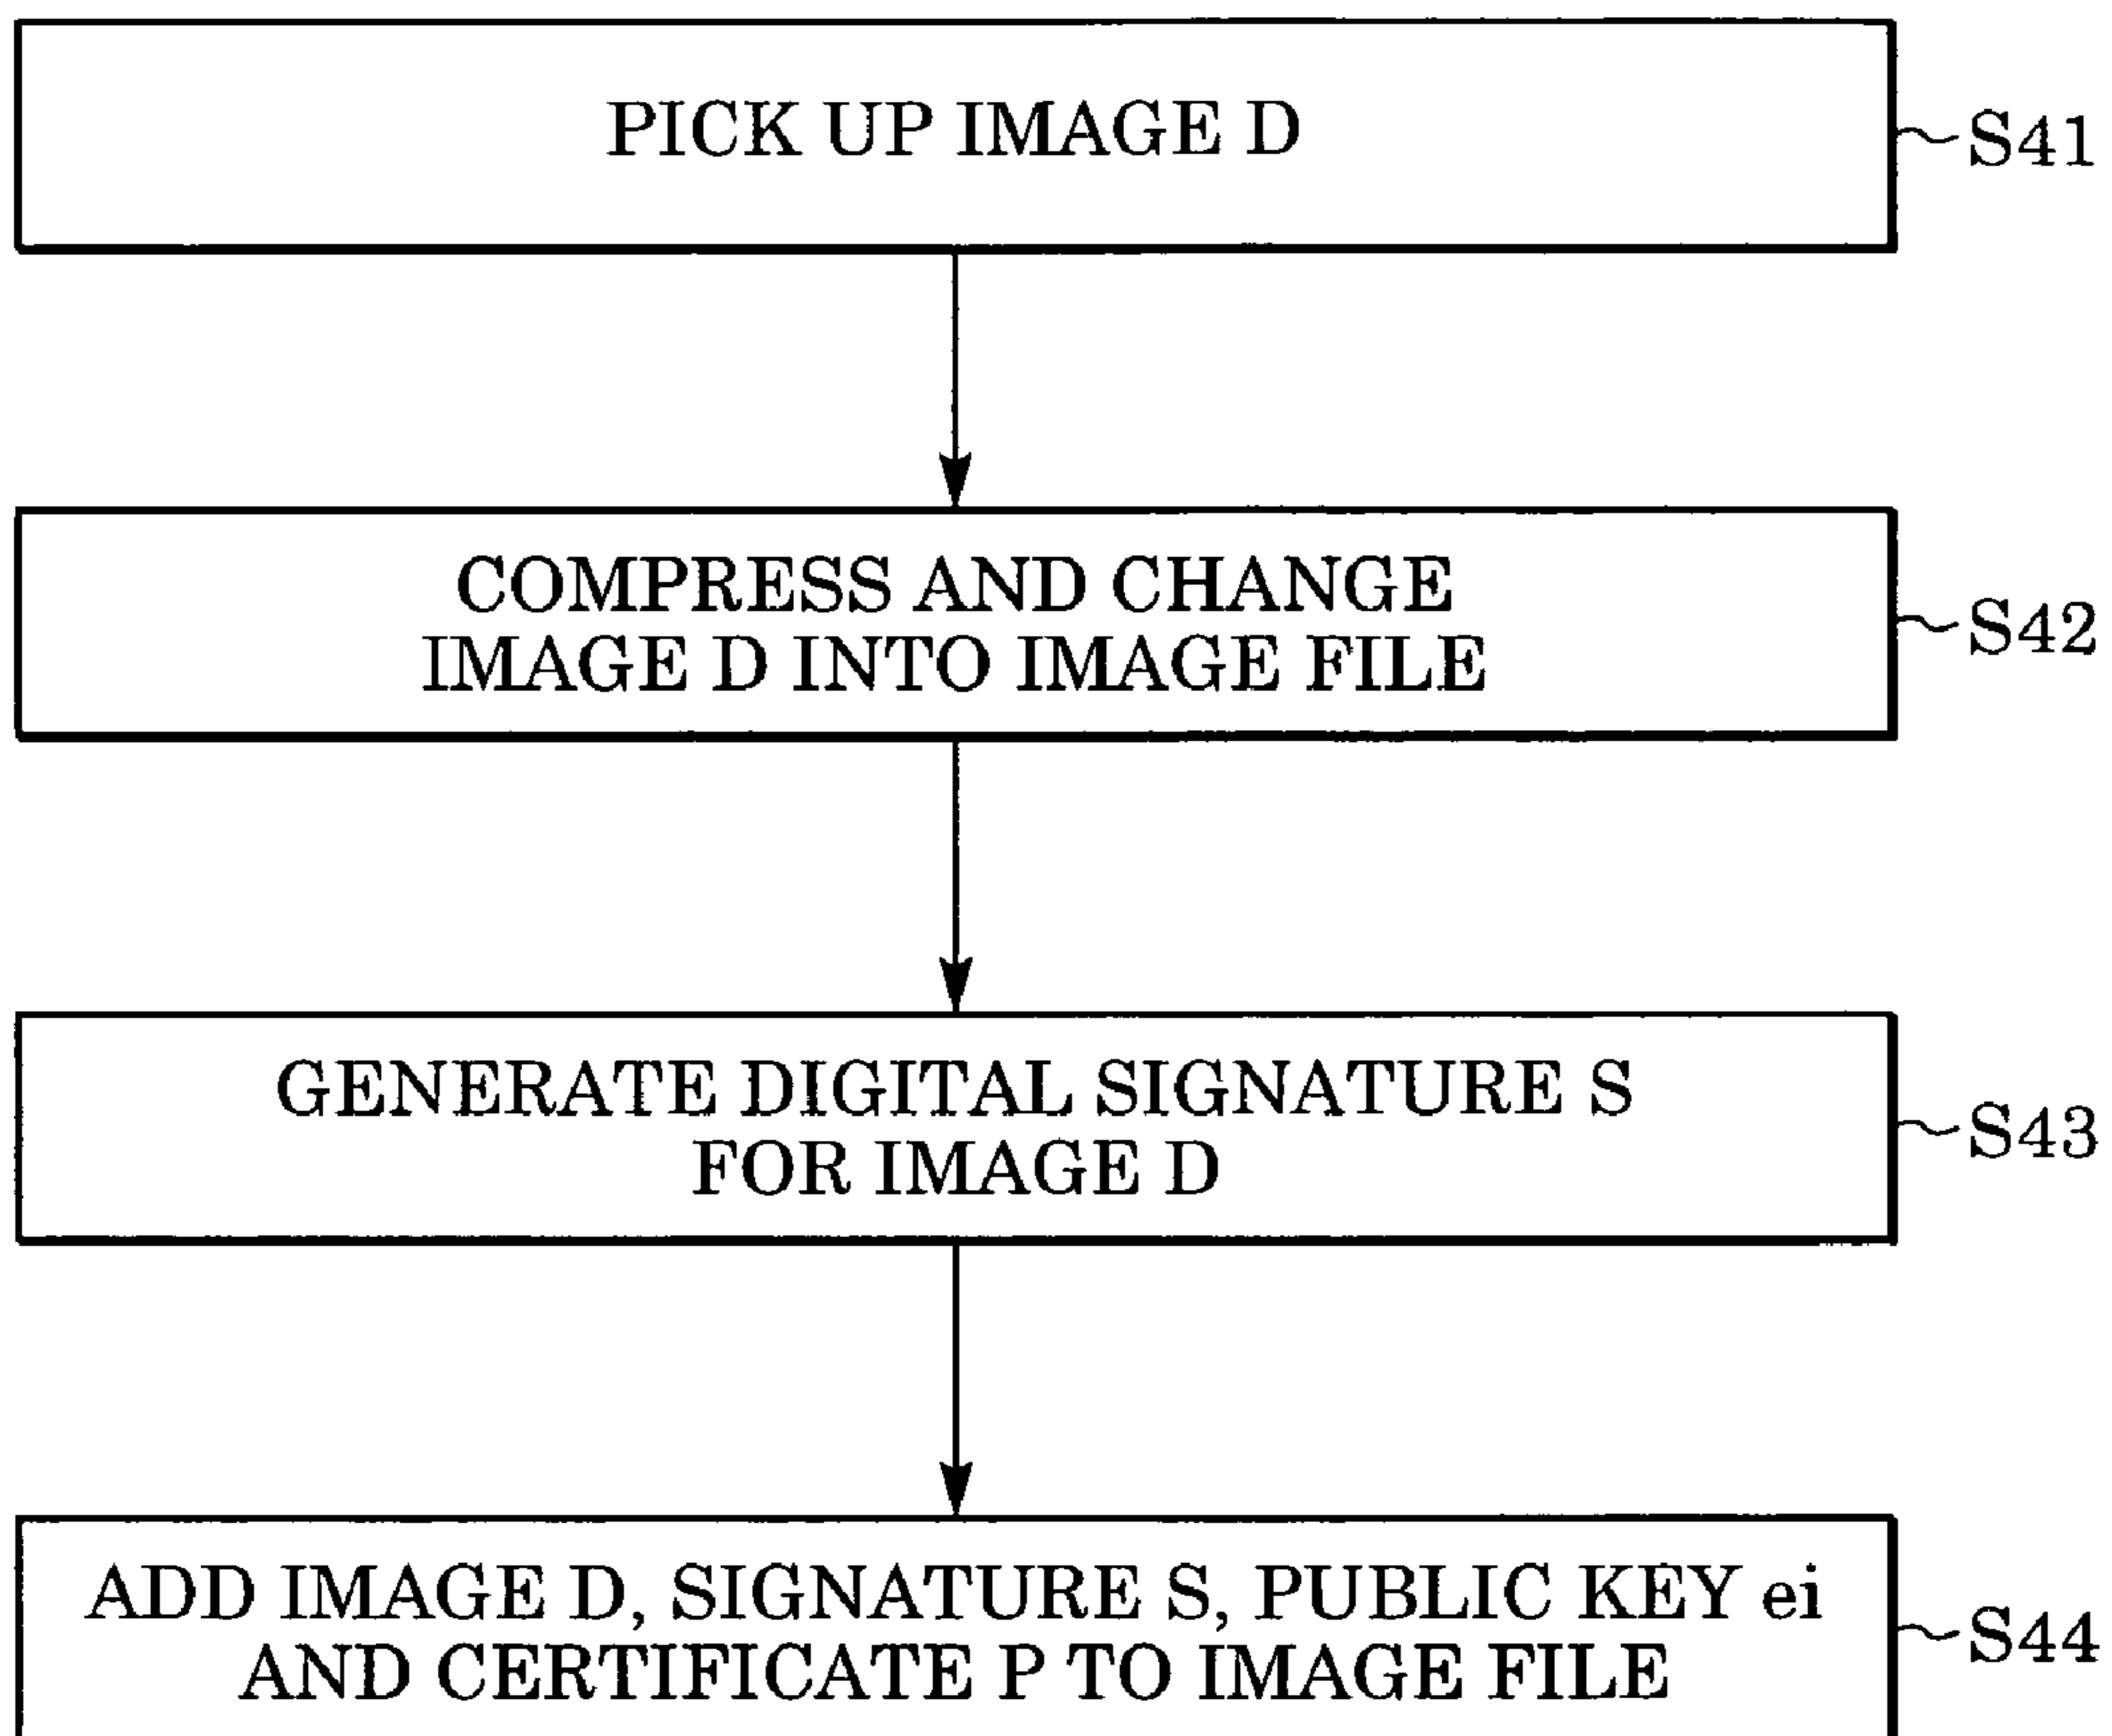 PICK UP IMAGE D
S41
COMPRESS AND CHANGE
IMAGE D INTO IMAGE FILE
S42
GENERATE DIGITAL SIGNATURE S
FOR IMAGE D
S43
ADD IMAGE D, SIGNATURE S, PUBLIC KEY ei
AND CERTIFICATE P TO IMAGE FILE
S44